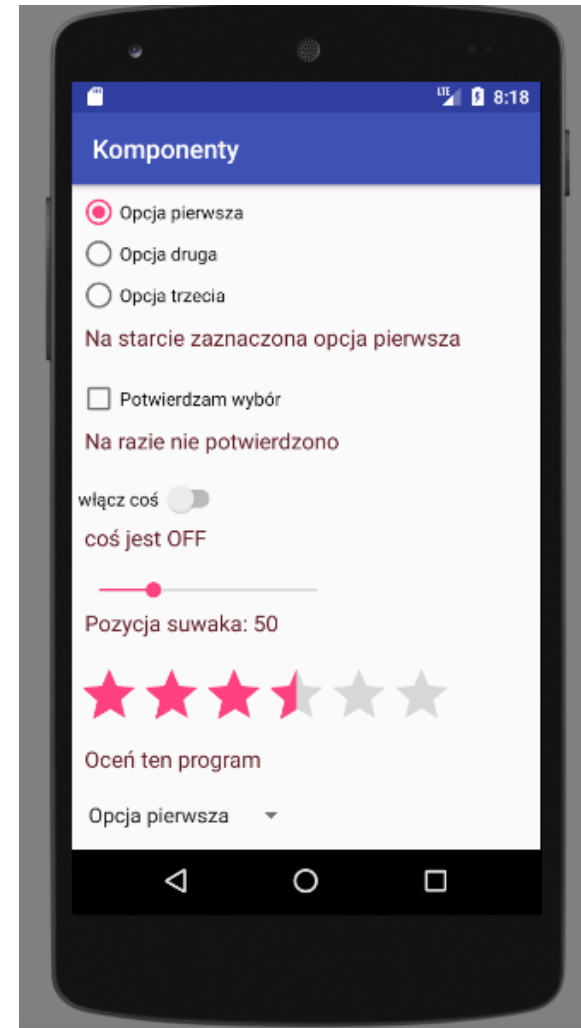 LTE 8:18
Komponenty
Opcja pierwsza
Opcja druga
Opcja trzecia
Na starcie zaznaczona opcja pierwsza
Potwierdzam wybór
Na razie nie potwierdzono
włącz coś
coś jest OFF
Pozycja suwaka: 50
Oceń ten program
Opcja pierwsza